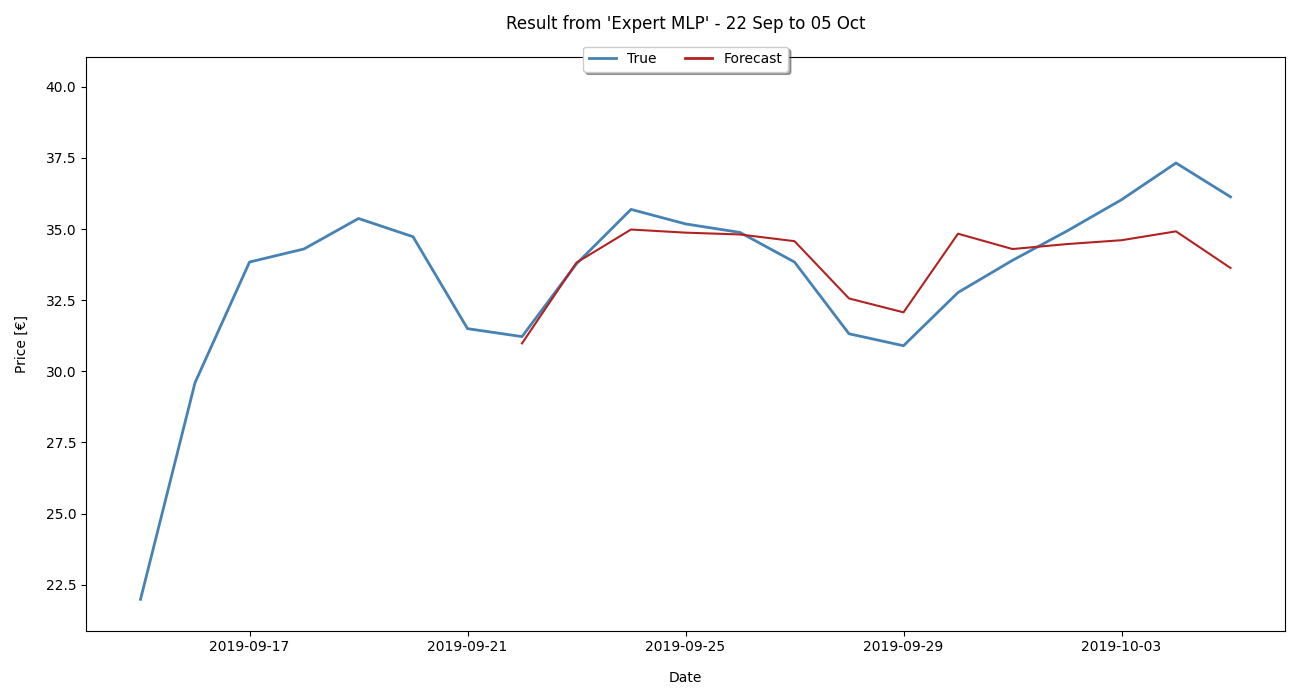 Result from 'Expert MLP' - 22 Sep to 05 Oct
True Forecast
40.0
37.5
35.0
32.5
30.0
27.5
25.0
22.5
Price [€]
2019-09-17 2019-09-21 2019-09-25 2019-09-29 2019-10-03
Date